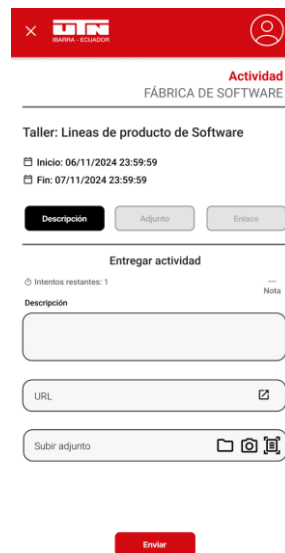 UTN
IBARRA - ECUADOR
Actividad
FÁBRICA DE SOFTWARE
Taller: Lineas de producto de Software
Inicio: 06/11/2024 23:59:59
Fin: 07/11/2024 23:59:59
Descripción Adjunto Enlace
Entregar actividad
Intentos restantes: 1
---
Nota
Descripción
URL
Subir adjunto
Enviar